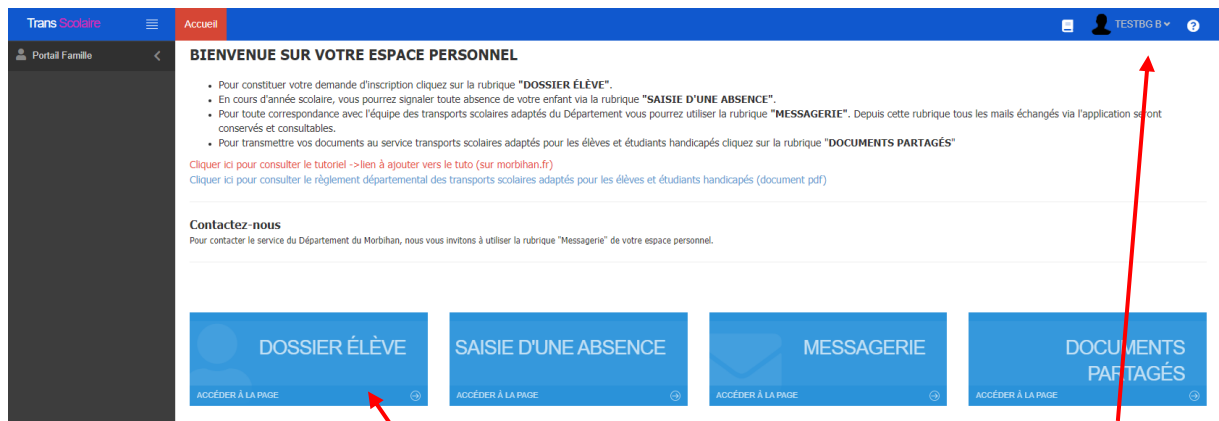 Trans Scolaire
Accueil
TESTBG B
?
Portail Famille
BIENVENUE SUR VOTRE ESPACE PERSONNEL
Pour constituer votre demande d'inscription cliquez sur la rubrique "DOSSIER ÉLÈVE".
En cours d'année scolaire, vous pourrez signaler toute absence de votre enfant via la rubrique "SAISIE D'UNE ABSENCE".
Pour toute correspondance avec l'équipe des transports scolaires adaptés du Département vous pourrez utiliser la rubrique "MESSAGERIE". Depuis cette rubrique tous les mails échangés via l'application seront
conservés et consultables.
Pour transmettre vos documents au service transports scolaires adaptés pour les élèves et étudiants handicapés cliquez sur la rubrique "DOCUMENTS PARTAGÉS"
Cliquer ici pour consulter le tutoriel ->lien à ajouter vers le tuto (sur morbihan.fr)
Cliquer ici pour consulter le règlement départemental des transports scolaires adaptés pour les élèves et étudiants handicapés (document pdf)
Contactez-nous
Pour contacter le service du Département du Morbihan, nous vous invitons à utiliser la rubrique "Messagerie" de votre espace personnel.
DOSSIER ÉLÈVE
ACCÉDER À LA PAGE
SAISIE D'UNE ABSENCE
ACCÉDER À LA PAGE
MESSAGERIE
ACCÉDER À LA PAGE
DOCUMENTS
PARTAGÉS
ACCÉDER À LA PAGE